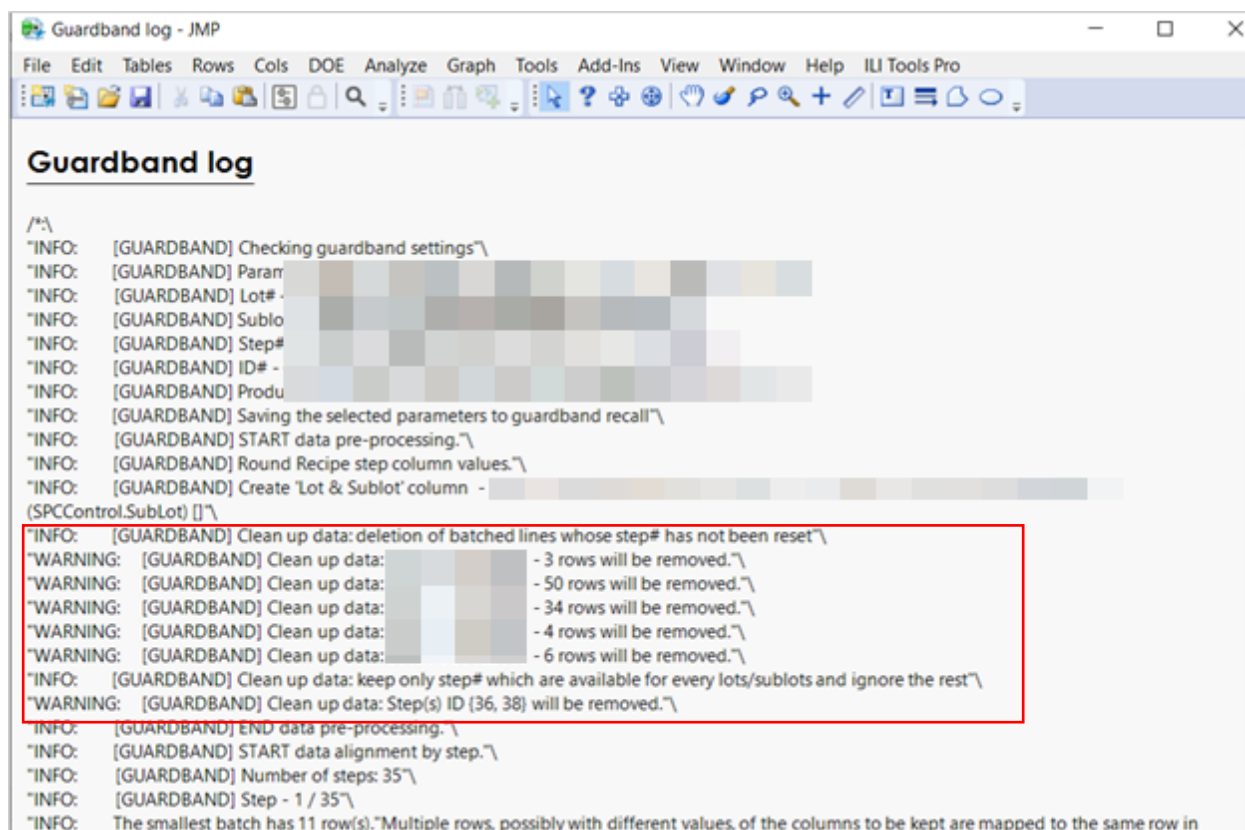 Guardband log - JMP
File Edit Tables Rows Cols DOE Analyze Graph Tools Add-Ins View Window Help ILI Tools Pro
Guardband log
/*:\
"INFO: [GUARDBAND] Checking guardband settings"\
"INFO: [GUARDBAND] Param
"INFO: [GUARDBAND] Lot# -
"INFO: [GUARDBAND] Sublo
"INFO: [GUARDBAND] Step#
"INFO: [GUARDBAND] ID# -
"INFO: [GUARDBAND] Produ
"INFO: [GUARDBAND] Saving the selected parameters to guardband recall"\
"INFO: [GUARDBAND] START data pre-processing."\
"INFO: [GUARDBAND] Round Recipe step column values."\
"INFO: [GUARDBAND] Create 'Lot & Sublot' column -
(SPCControl.SubLot) []"\
"INFO: [GUARDBAND] Clean up data: deletion of batched lines whose step# has not been reset"\
"WARNING: [GUARDBAND] Clean up data: - 3 rows will be removed."\
"WARNING: [GUARDBAND] Clean up data: - 50 rows will be removed."\
"WARNING: [GUARDBAND] Clean up data: - 34 rows will be removed."\
"WARNING: [GUARDBAND] Clean up data: - 4 rows will be removed."\
"WARNING: [GUARDBAND] Clean up data: - 6 rows will be removed."\
"INFO: [GUARDBAND] Clean up data: keep only step# which are available for every lots/sublots and ignore the rest"\
"WARNING: [GUARDBAND] Clean up data: Step(s) ID {36, 38} will be removed."\
"INFO: [GUARDBAND] END data pre-processing."\
"INFO: [GUARDBAND] START data alignment by step."\
"INFO: [GUARDBAND] Number of steps: 35"\
"INFO: [GUARDBAND] Step - 1 / 35"\
"INFO: The smallest batch has 11 row(s)."Multiple rows, possibly with different values, of the columns to be kept are mapped to the same row in